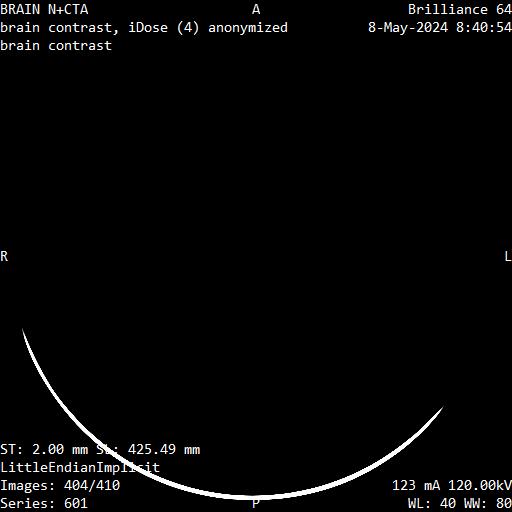 BRAIN N+CTA A Brilliance 64
brain contrast, iDose (4) anonymized 8-May-2024 8:40:54
brain contrast
R L
ST: 2.00 mm SL: 425.49 mm
LittleEndianImplicit
Images: 404/410 123 mA 120.00kV
Series: 601 P WL: 40 WW: 80